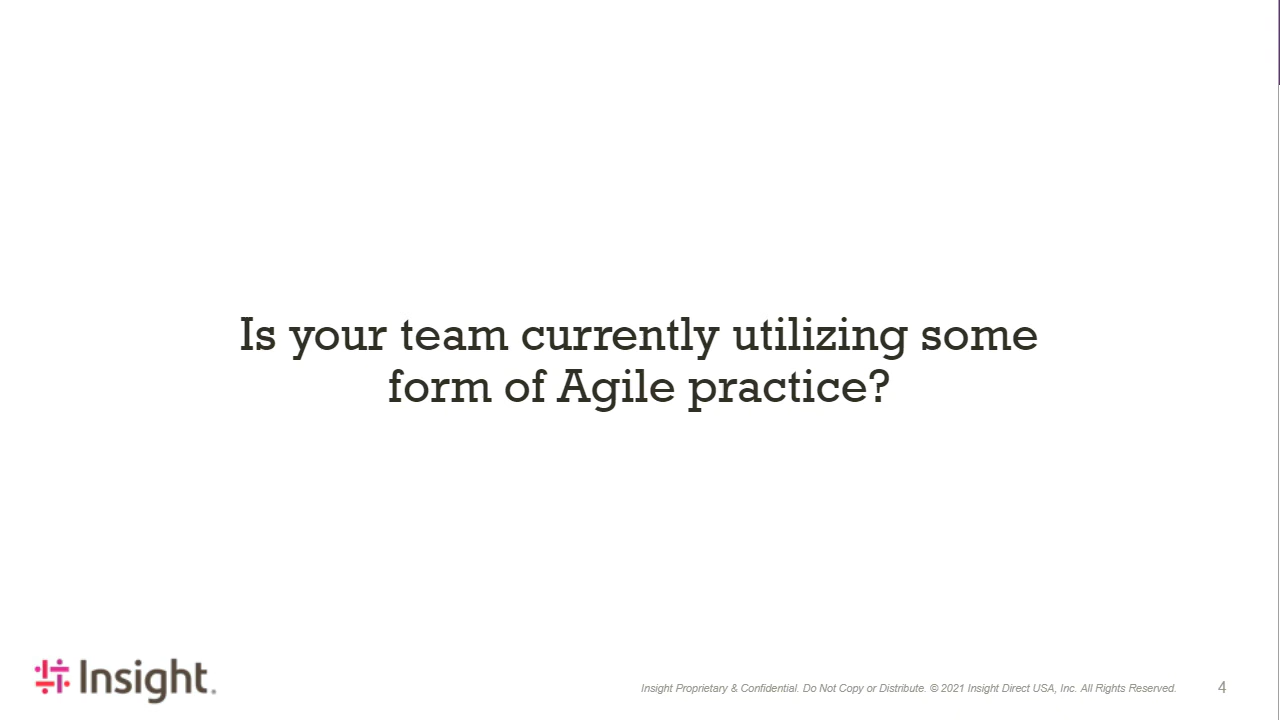 Is your team currently utilizing some
form of Agile practice?
Insight.
Insight Proprietary & Confidential. Do Not Copy or Distribute. © 2021 Insight Direct USA, Inc. All Rights Reserved.
4